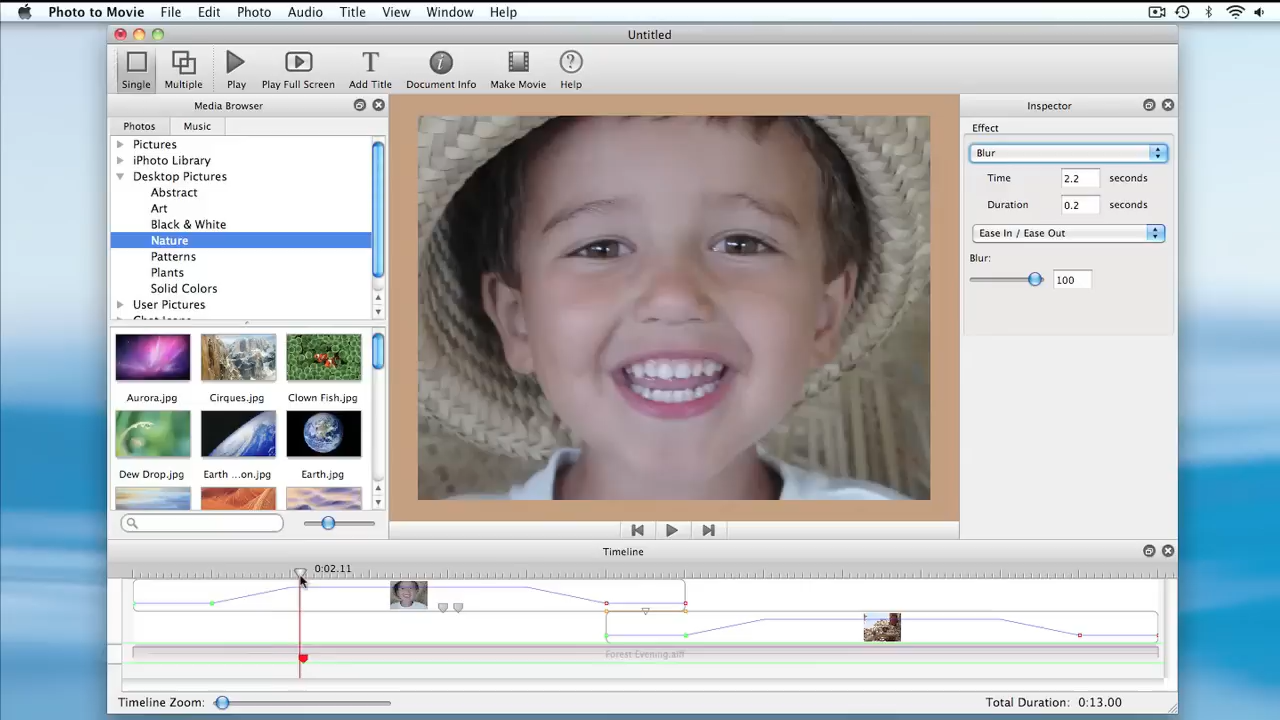 Photo to Movie File Edit Photo Audio Title View Window Help
Untitled
Single Multiple Play Play Full Screen Add Title Document Info Make Movie Help
Media Browser
Photos Music
Pictures
iPhoto Library
Desktop Pictures
Abstract
Art
Black & White
Nature
Patterns
Plants
Solid Colors
User Pictures
Aurora.jpg Cirques.jpg Clown Fish.jpg
Dew Drop.jpg Earth ...on.jpg Earth.jpg
Inspector
Effect
Blur
Time 2.2 seconds
Duration 0.2 seconds
Ease In / Ease Out
Blur:
100
Timeline
0:02.11
Forest Evening.aiff
Timeline Zoom:
Total Duration: 0:13.00